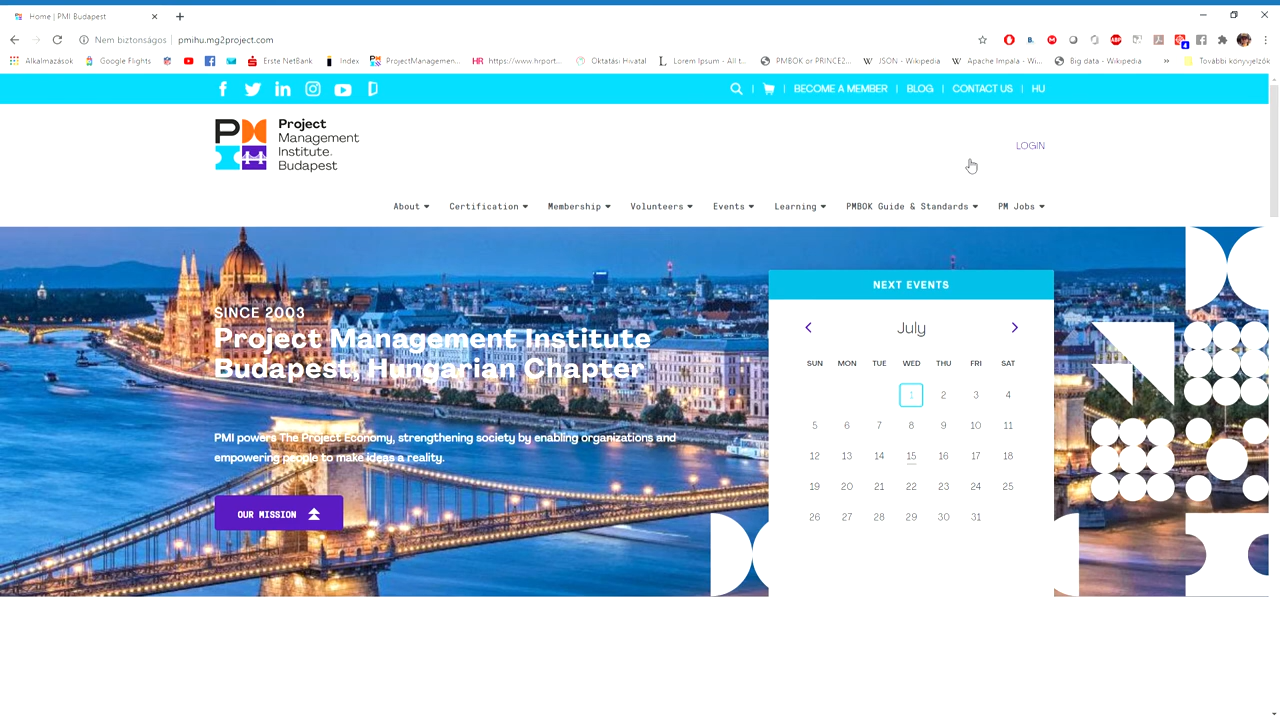 Home | PMI Budapest
Nem biztonságos | pmihu.mg2project.com
Alkalmazások Google Flights Erste NetBank Index ProjectManagemen... HR https://www.hrport... Oktatási Hivatal Lorem Ipsum - All t... PMBOK or PRINCE2... JSON - Wikipedia Apache Impala - Wi... Big data - Wikipedia » További könyvjelzők
BECOME A MEMBER | BLOG | CONTACT US | HU
Project
Management
Institute.
Budapest
LOGIN
About Certification Membership Volunteers Events Learning PMBOK Guide & Standards PM Jobs
SINCE 2003
Project Management Institute
Budapest, Hungarian Chapter
PMI powers The Project Economy, strengthening society by enabling organizations and
empowering people to make ideas a reality.
OUR MISSION
NEXT EVENTS
July
SUN MON TUE WED THU FRI SAT
1 2 3 4
5 6 7 8 9 10 11
12 13 14 15 16 17 18
19 20 21 22 23 24 25
26 27 28 29 30 31